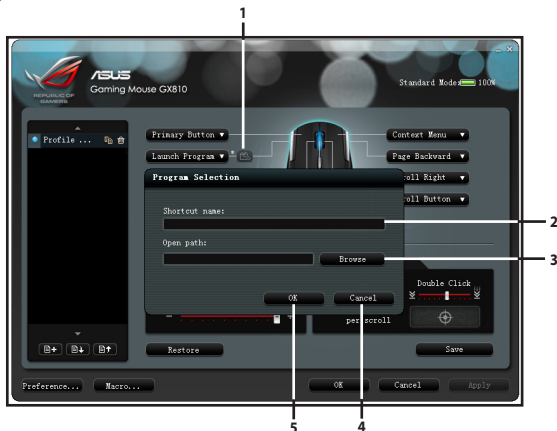 1
ASUS
Gaming Mouse GX810
REPUBLIC OF
GAMERS
Standard Mode: 100%
Profile ...
Primary Button
Context Menu
Launch Program
Page Backward
Program Selection
roll Right
Shortcut name:
roll Button
2
Open path:
Browse
3
Double Click
OK
Cancel
per scroll
Restore
Save
Preference...
Macro...
OK
Cancel
Apply
5
4